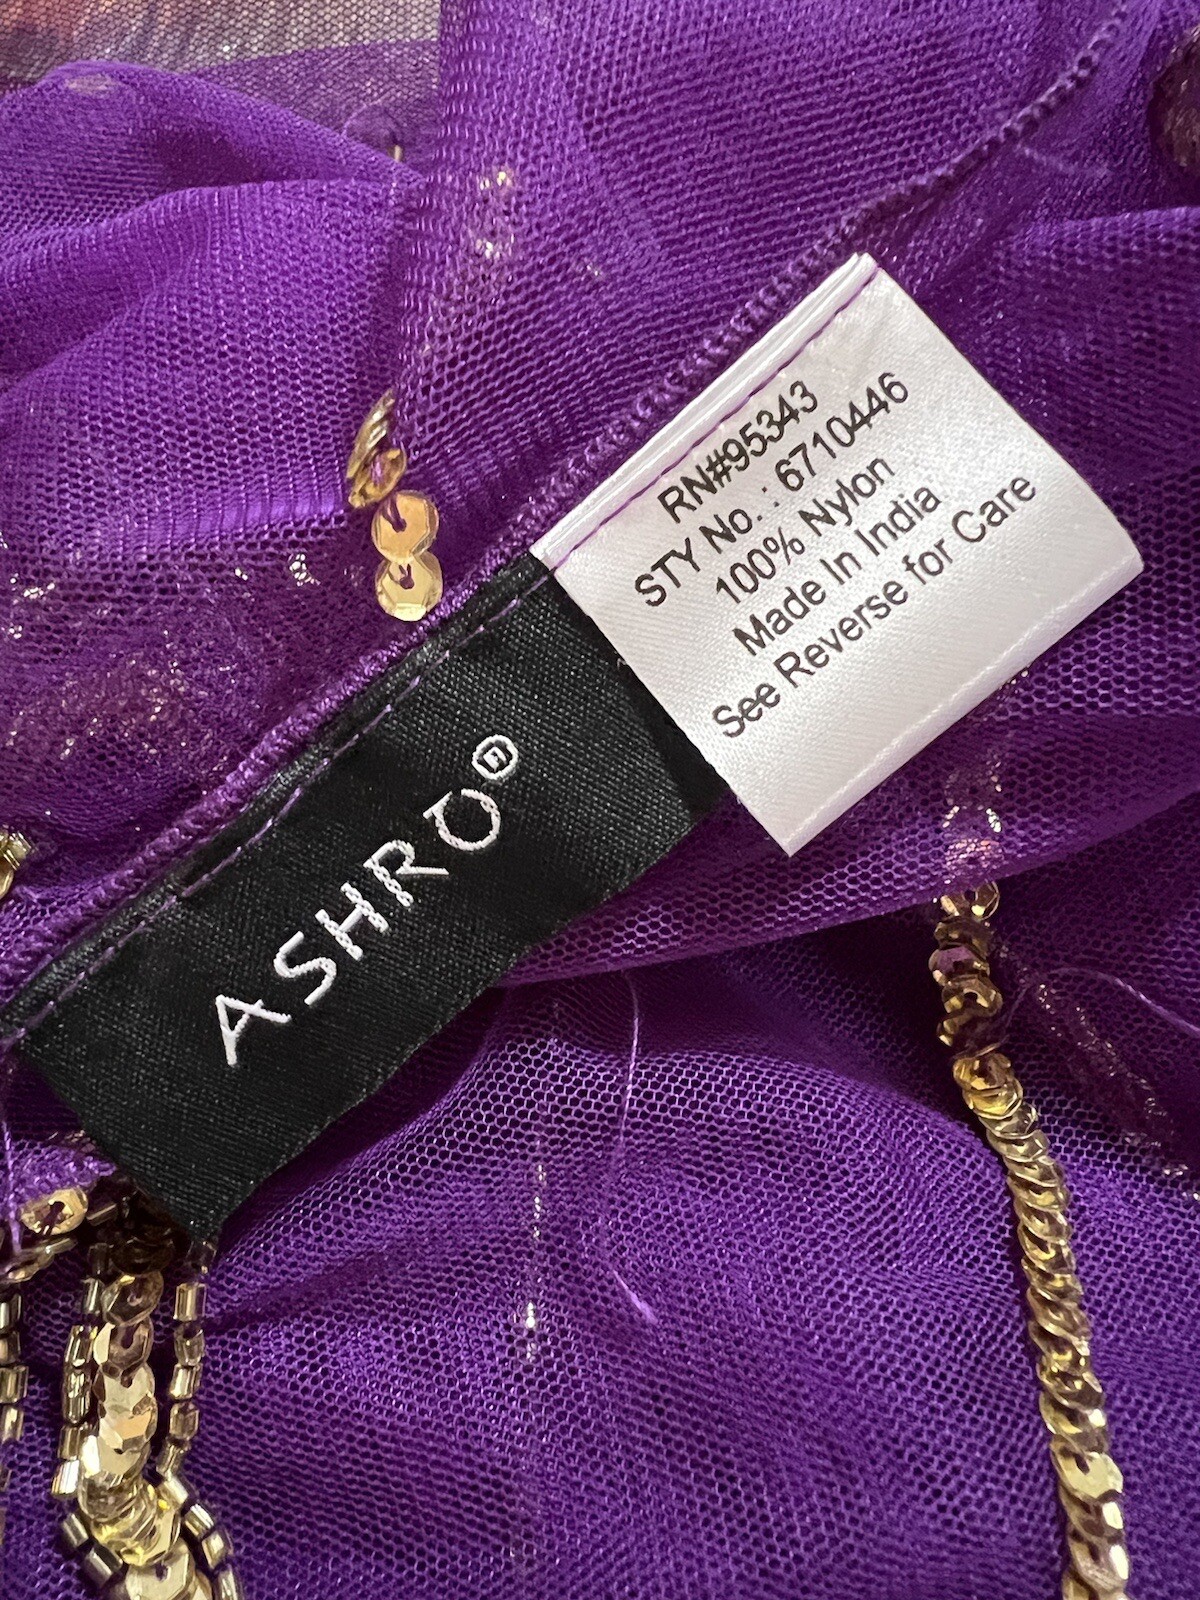 RN#95343
STY No. : 6710446
100% Nylon
Made In India
See Reverse for Care
ASHRO®